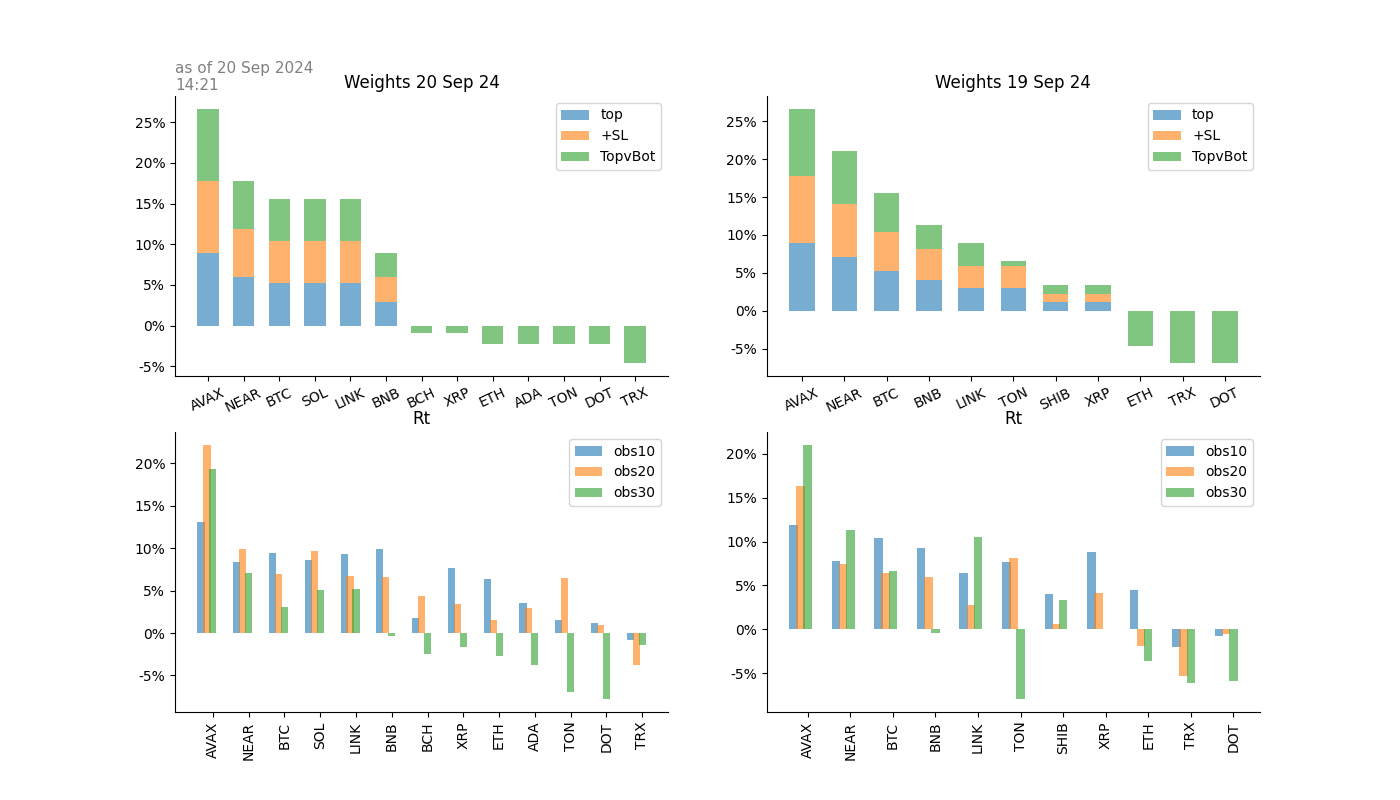 as of 20 Sep 2024
14:21
Weights 20 Sep 24
25%
20%
15%
10%
5%
0%
-5%
top
+SL
TopvBot
AVAX NEAR BTC SOL LINK BNB BCH XRP ETH ADA TON DOT TRX
Weights 19 Sep 24
25%
20%
15%
10%
5%
0%
-5%
top
+SL
TopvBot
AVAX NEAR BTC BNB LINK TON SHIB XRP ETH TRX DOT
Rt
20%
15%
10%
5%
0%
-5%
obs10
obs20
obs30
AVAX NEAR BTC SOL LINK BNB BCH XRP ETH ADA TON DOT TRX
Rt
20%
15%
10%
5%
0%
-5%
obs10
obs20
obs30
AVAX NEAR BTC BNB LINK TON SHIB XRP ETH TRX DOT